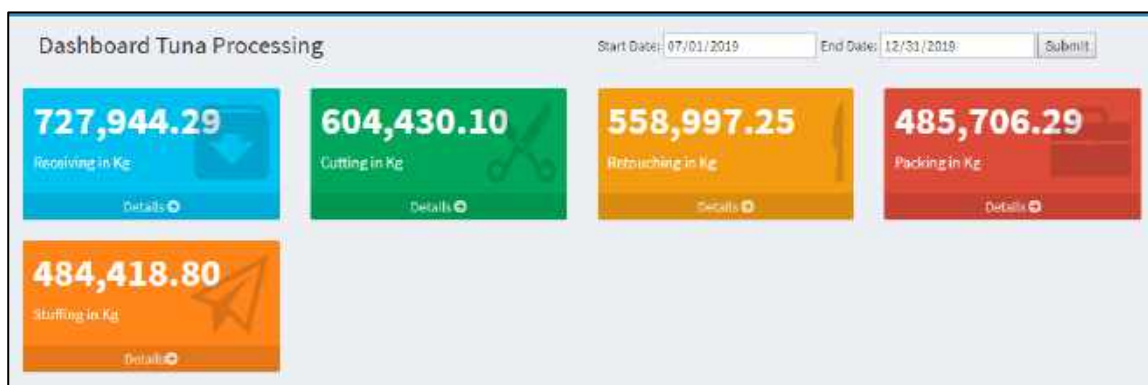 Dashboard Tuna Processing
Start Date: 07/01/2019 End Date: 12/31/2019 Submit
727,944.29
Receiving in Kg
Details
604,430.10
Cutting in Kg
Details
558,997.25
Retouching in Kg
Details
485,706.29
Packing in Kg
Details
484,418.80
Stuffing in Kg
Details